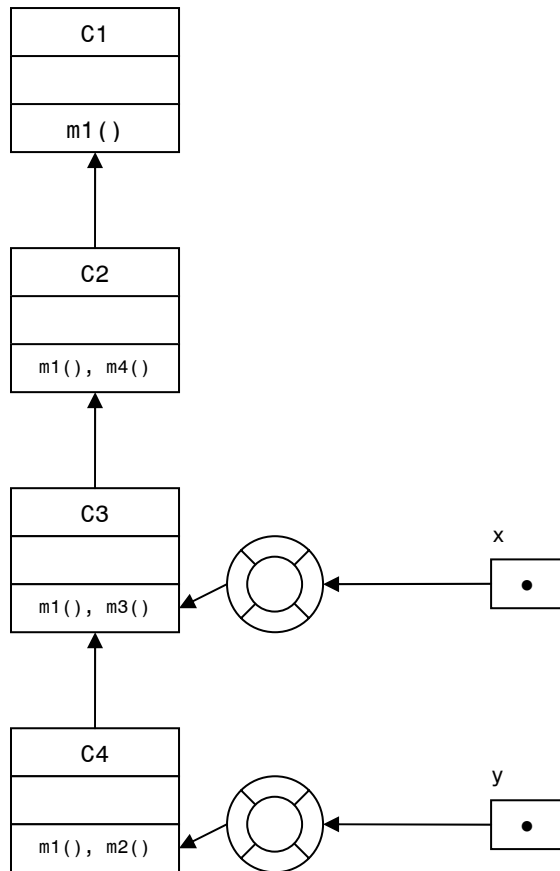 C1
m1()
C2
m1(), m4()
C3
x
m1(), m3()
C4
y
m1(), m2()